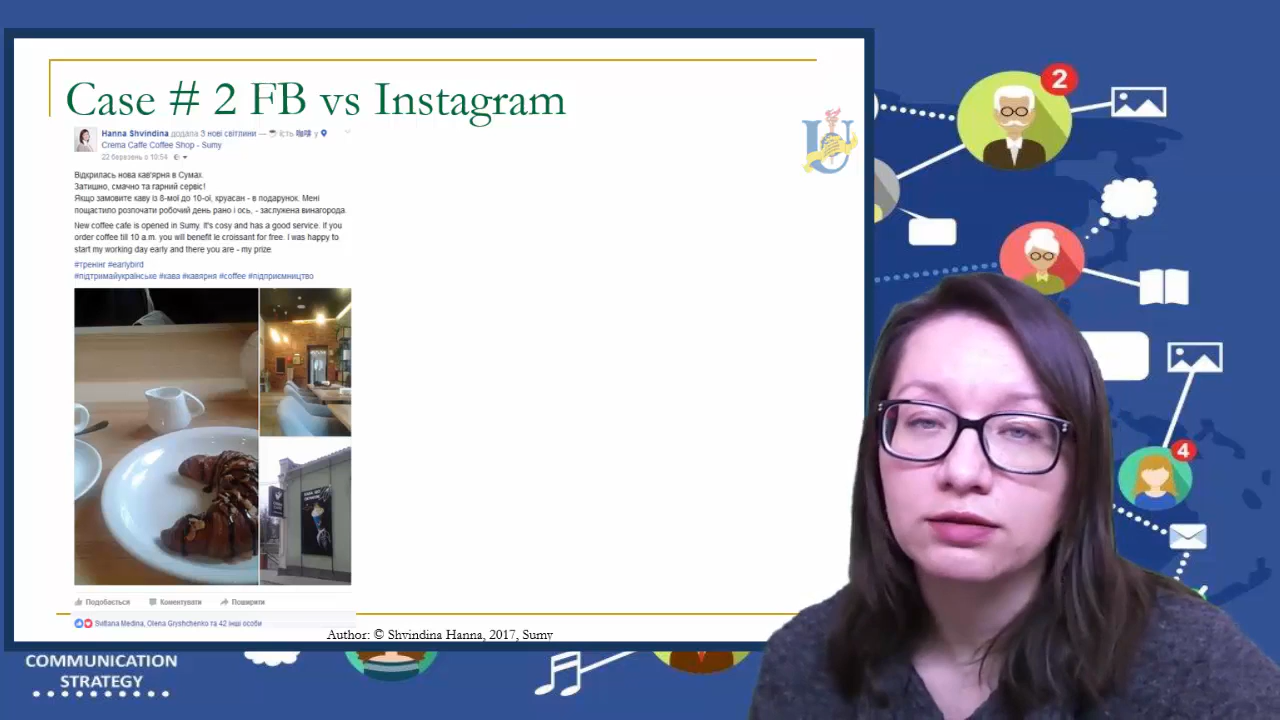 Case # 2 FB vs Instagram
Hanna Shvindina додала 3 нові світлини — їсть у
Crema Caffe Coffee Shop - Sumy
22 березень о 10:54
Відкрилась нова кав'ярня в Сумах.
Затишно, смачно та гарний сервіс!
Якщо замовите каву із 8-мої до 10-ої, круасан - в подарунок. Мені
пощастило розпочати робочий день рано і ось, - заслужена винагорода.
New coffee cafe is opened in Sumy. It's cosy and has a good service. If you
order coffee till 10 a.m. you will benefit le croissant for free. I was happy to
start my working day early and there you are - my prize.
#тренінг #earlybird
#підтримайукраїнське #кава #кавярня #coffee #підприємництво
Подобається Коментувати Поширити
Svitlana Medina, Olena Gryshchenko та 42 інші особи
Author: © Shvindina Hanna, 2017, Sumy
2
4
COMMUNICATION
STRATEGY